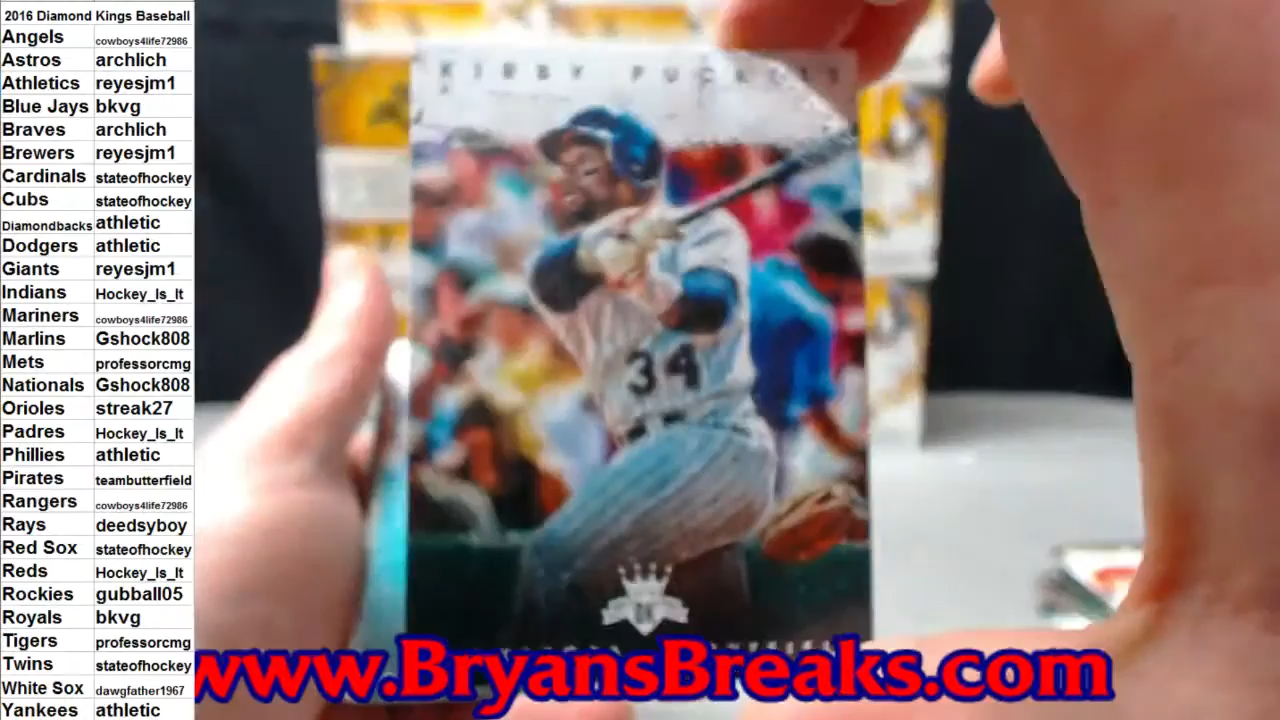 2016 Diamond Kings Baseball
Angels cowboys4life72986
Astros archlich
Athletics reyesjm1
Blue Jays bkvg
Braves archlich
Brewers reyesjm1
Cardinals stateofhockey
Cubs stateofhockey
Diamondbacks athletic
Dodgers athletic
Giants reyesjm1
Indians Hockey_Is_It
Mariners cowboys4life72986
Marlins Gshock808
Mets professorcmg
Nationals Gshock808
Orioles streak27
Padres Hockey_Is_It
Phillies athletic
Pirates teambutterfield
Rangers cowboys4life72986
Rays deedsyboy
Red Sox stateofhockey
Reds Hockey_Is_It
Rockies gubball05
Royals bkvg
Tigers professorcmg
Twins stateofhockey
White Sox dawgfather1967
Yankees athletic
KIRBY PUCKETT
34
www.BryansBreaks.com